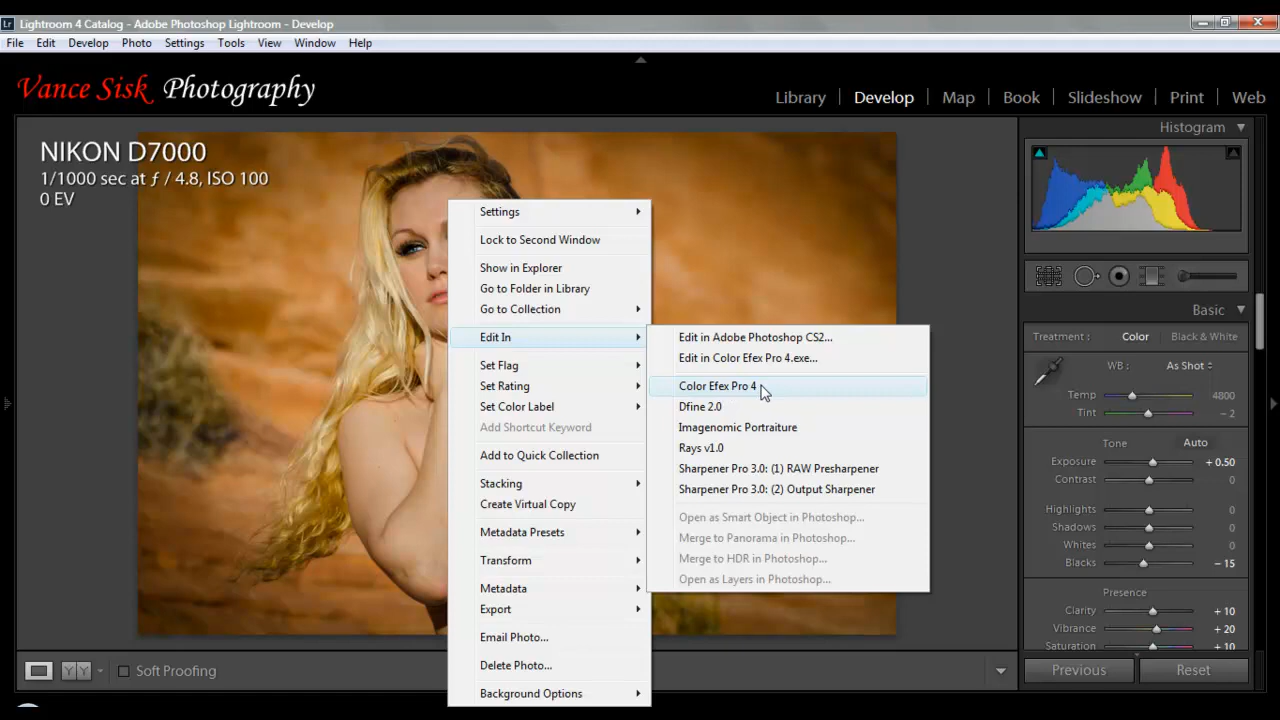 Lightroom 4 Catalog - Adobe Photoshop Lightroom - Develop
File Edit Develop Photo Settings Tools View Window Help
Vance Sisk Photography
Library Develop Map Book Slideshow Print Web
NIKON D7000
1/1000 sec at ƒ / 4.8, ISO 100
0 EV
Settings
Lock to Second Window
Show in Explorer
Go to Folder in Library
Go to Collection
Edit In
Set Flag
Set Rating
Set Color Label
Add Shortcut Keyword
Add to Quick Collection
Stacking
Create Virtual Copy
Metadata Presets
Transform
Metadata
Export
Email Photo...
Delete Photo...
Background Options
Edit in Adobe Photoshop CS2...
Edit in Color Efex Pro 4.exe...
Color Efex Pro 4
Dfine 2.0
Imagenomic Portraiture
Rays v1.0
Sharpener Pro 3.0: (1) RAW Presharpener
Sharpener Pro 3.0: (2) Output Sharpener
Open as Smart Object in Photoshop...
Merge to Panorama in Photoshop...
Merge to HDR in Photoshop...
Open as Layers in Photoshop...
Histogram
Basic
Treatment : Color Black & White
WB : As Shot
Temp 4800
Tint - 2
Tone Auto
Exposure + 0.50
Contrast 0
Highlights 0
Shadows 0
Whites 0
Blacks - 15
Presence
Clarity + 10
Vibrance + 20
Saturation + 10
Previous Reset
Y Y Soft Proofing
Lr